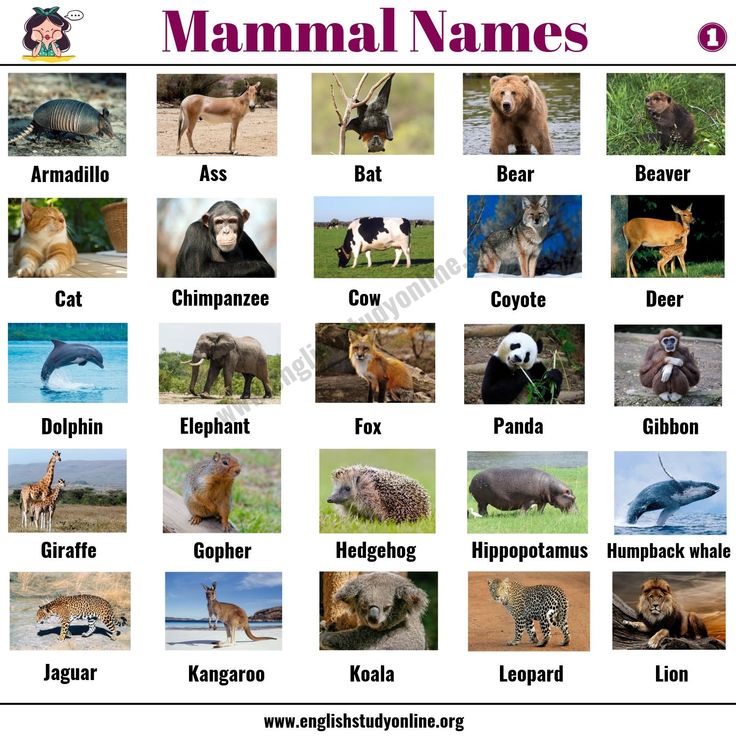 Mammal Names
1
Armadillo
Ass
Bat
Bear
Beaver
Cat
Chimpanzee
Cow
Coyote
Deer
Dolphin
Elephant
Fox
Panda
Gibbon
Giraffe
Gopher
Hedgehog
Hippopotamus
Humpback whale
Jaguar
Kangaroo
Koala
Leopard
Lion
www.englishstudyonline.org
www.englishstudyonline.org